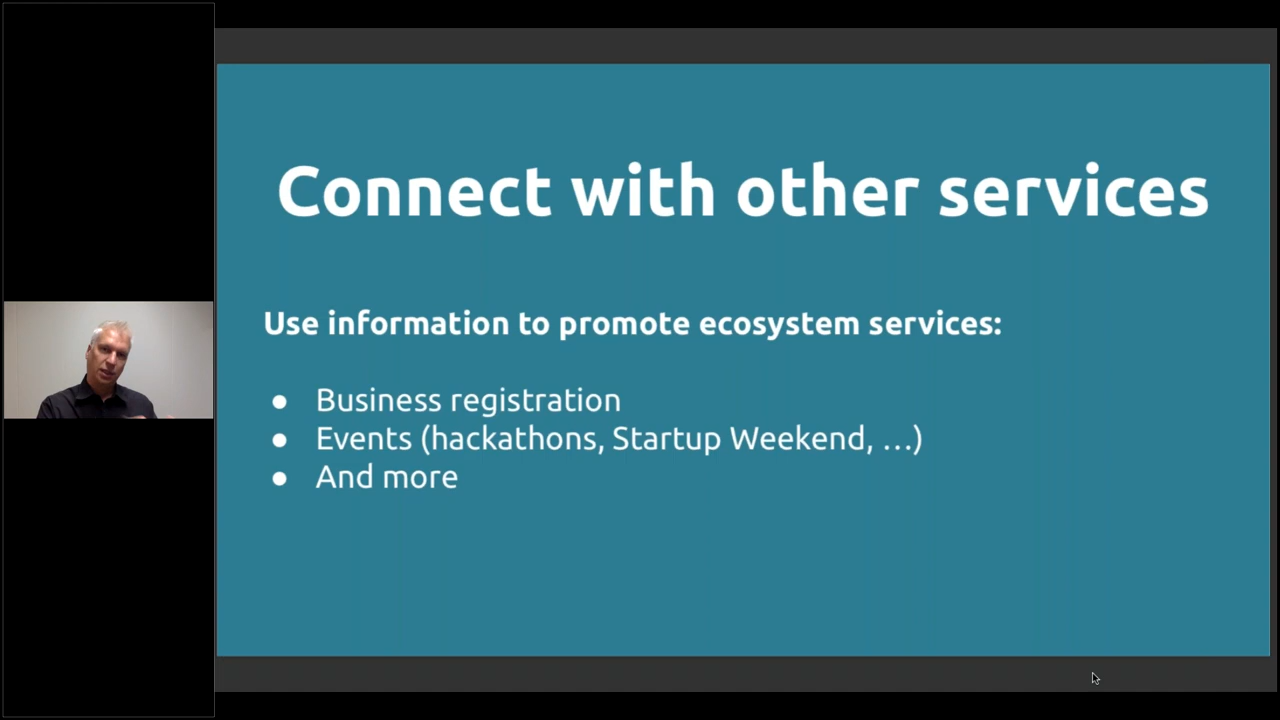 Connect with other services
Use information to promote ecosystem services:
● Business registration
● Events (hackathons, Startup Weekend, …)
● And more